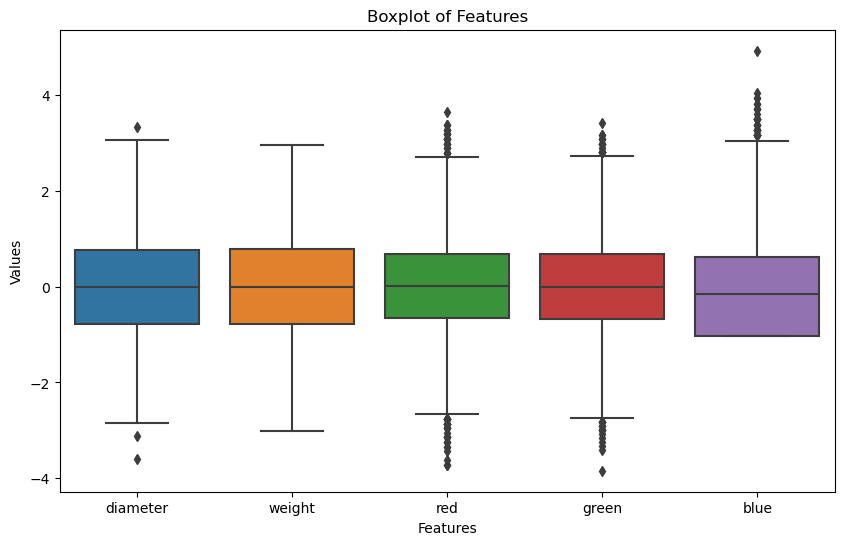 Boxplot of Features
Values
4
2
0
−2
−4
diameter weight red green blue
Features